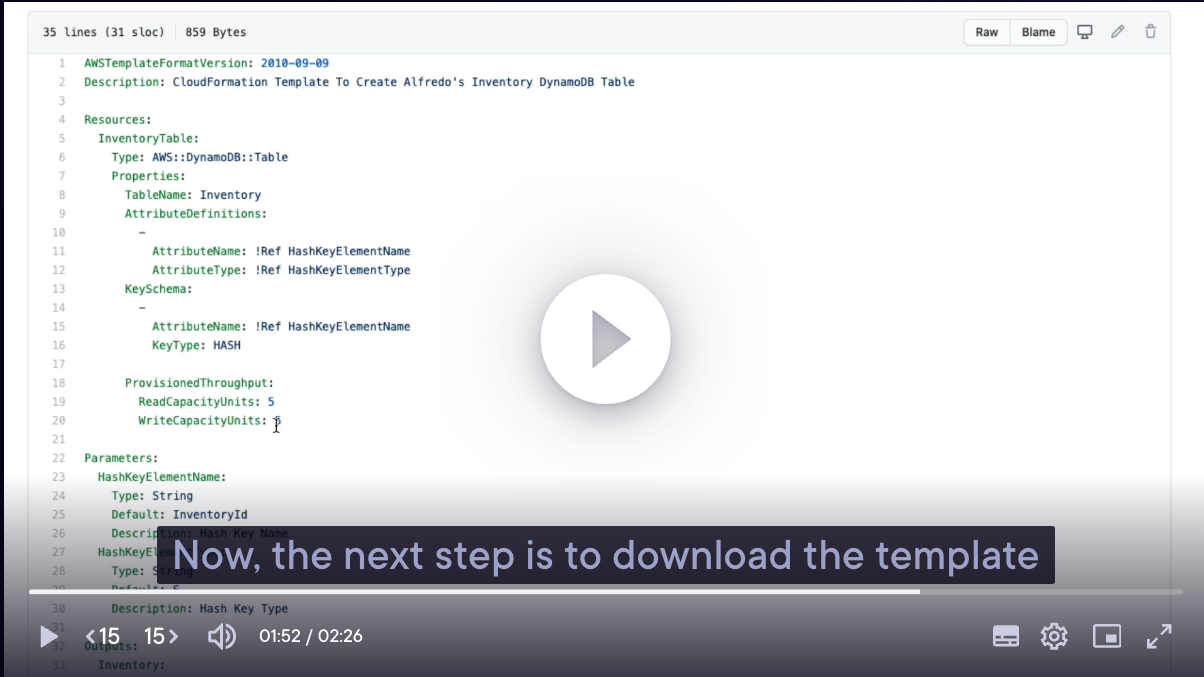 35 lines (31 sloc) 859 Bytes Raw Blame
1 AWSTemplateFormatVersion: 2010-09-09
2 Description: CloudFormation Template To Create Alfredo's Inventory DynamoDB Table
3
4 Resources:
5 InventoryTable:
6 Type: AWS::DynamoDB::Table
7 Properties:
8 TableName: Inventory
9 AttributeDefinitions:
10 -
11 AttributeName: !Ref HashKeyElementName
12 AttributeType: !Ref HashKeyElementType
13 KeySchema:
14 -
15 AttributeName: !Ref HashKeyElementName
16 KeyType: HASH
17
18 ProvisionedThroughput:
19 ReadCapacityUnits: 5
20 WriteCapacityUnits: 5
21
22 Parameters:
23 HashKeyElementName:
24 Type: String
25 Default: InventoryId
26 Description: Hash Key Name
27
28 Type: String
Now, the next step is to download the template
29 Default: S
30 Description: Hash Key Type
31
<15 15> 01:52 / 02:26
32 Outputs:
33 Inventory: